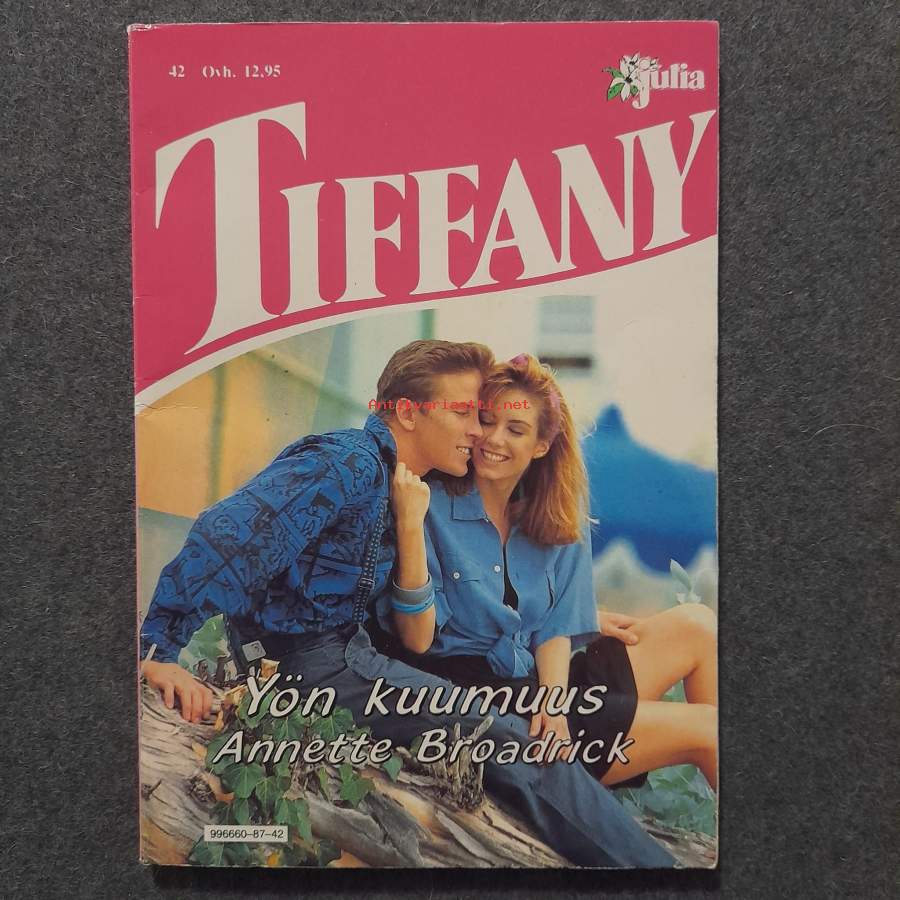 42 Ovh. 12.95
Julia
TIFFANY
Antikvariaatti.net
Yön kuumuus
Annette Broadrick
996660-87-42